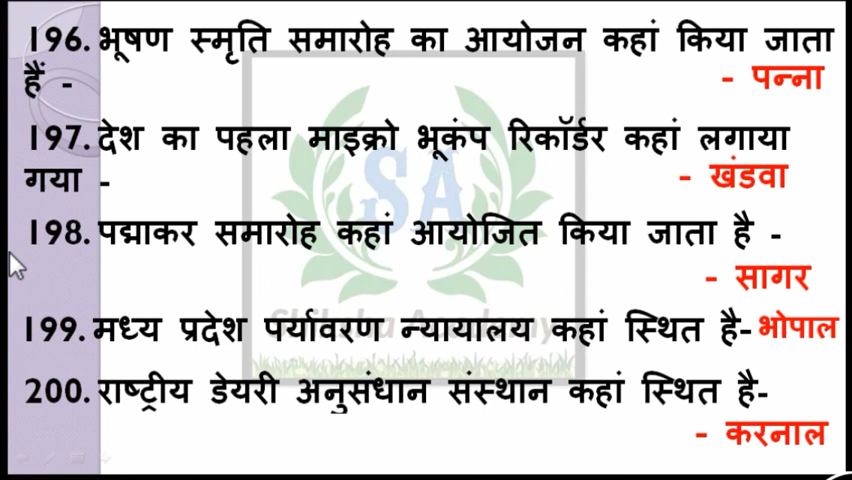 196. भूषण स्मृति समारोह का आयोजन कहां किया जाता
हैं - - पन्ना
197. देश का पहला माइक्रो भूकंप रिकॉर्डर कहां लगाया
गया - - खंडवा
198. पद्माकर समारोह कहां आयोजित किया जाता है -
- सागर
199. मध्य प्रदेश पर्यावरण न्यायालय कहां स्थित है- भोपाल
200. राष्ट्रीय डेयरी अनुसंधान संस्थान कहां स्थित है-
- करनाल
SA